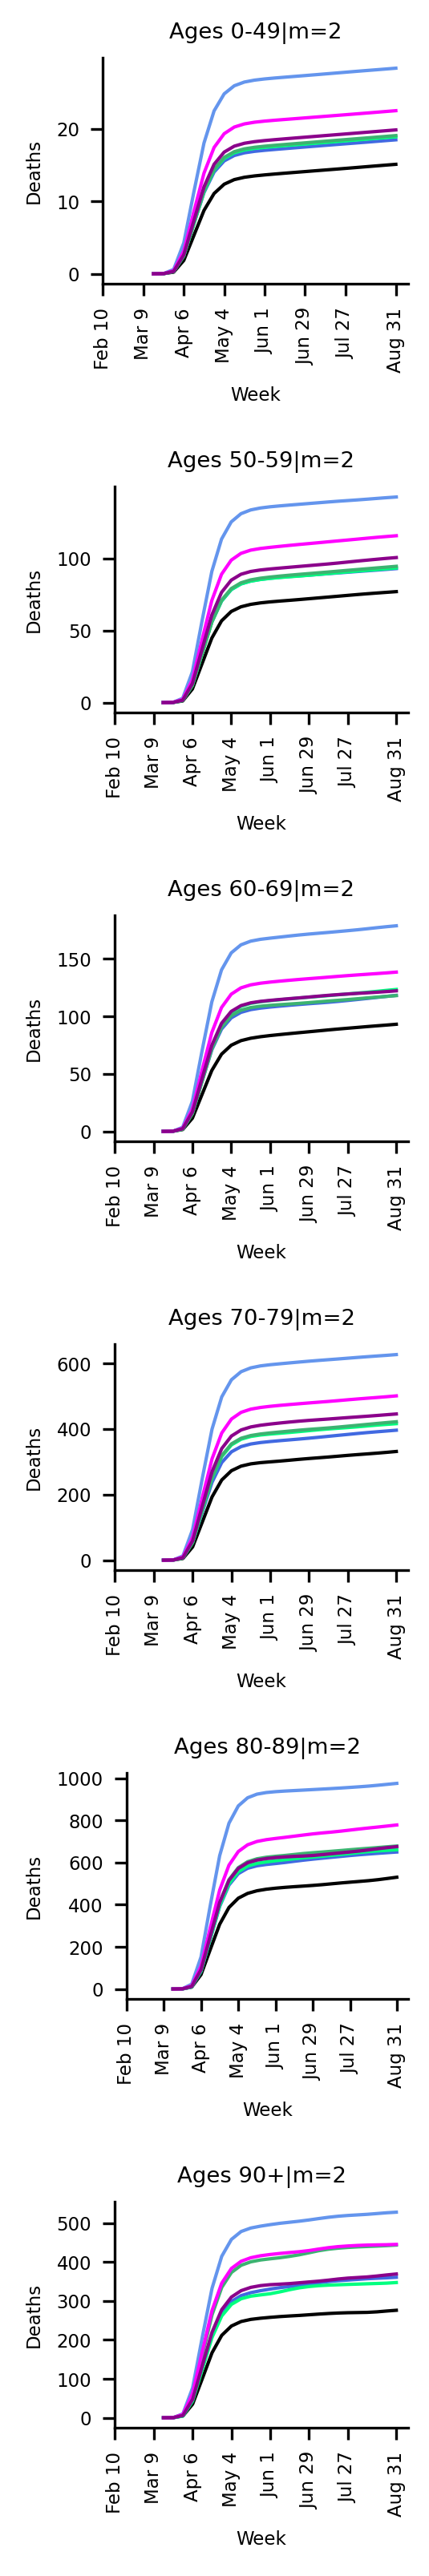 Ages 0-49|m=2
20
10
0
Deaths
Feb 10
Mar 9
Apr 6
May 4
Jun 1
Jun 29
Jul 27
Aug 31
Week
Ages 50-59|m=2
100
50
0
Deaths
Feb 10
Mar 9
Apr 6
May 4
Jun 1
Jun 29
Jul 27
Aug 31
Week
Ages 60-69|m=2
150
100
50
0
Deaths
Feb 10
Mar 9
Apr 6
May 4
Jun 1
Jun 29
Jul 27
Aug 31
Week
Ages 70-79|m=2
600
400
200
0
Deaths
Feb 10
Mar 9
Apr 6
May 4
Jun 1
Jun 29
Jul 27
Aug 31
Week
Ages 80-89|m=2
1000
800
600
400
200
0
Deaths
Feb 10
Mar 9
Apr 6
May 4
Jun 1
Jun 29
Jul 27
Aug 31
Week
Ages 90+|m=2
500
400
300
200
100
0
Deaths
Feb 10
Mar 9
Apr 6
May 4
Jun 1
Jun 29
Jul 27
Aug 31
Week